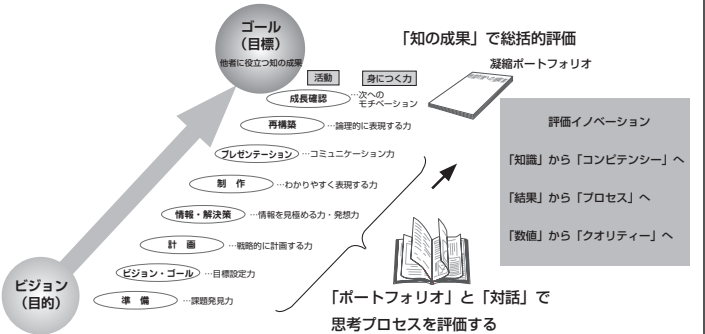 ゴール
（目標）
他者に役立つ知の成果
「知の成果」で総括的評価
凝縮ポートフォリオ
活動
身につく力
成長確認
…次への
モチベーション
再構築
…論理的に表現する力
プレゼンテーション
…コミュニケーション力
制　作
…わかりやすく表現する力
情報・解決策
…情報を見極める力・発想力
計　画
…戦略的に計画する力
ビジョン・ゴール
…目標設定力
準　備
…課題発見力
ビジョン
（目的）
評価イノベーション
「知識」から「コンピテンシー」へ
「結果」から「プロセス」へ
「数値」から「クオリティー」へ
「ポートフォリオ」と「対話」で
思考プロセスを評価する